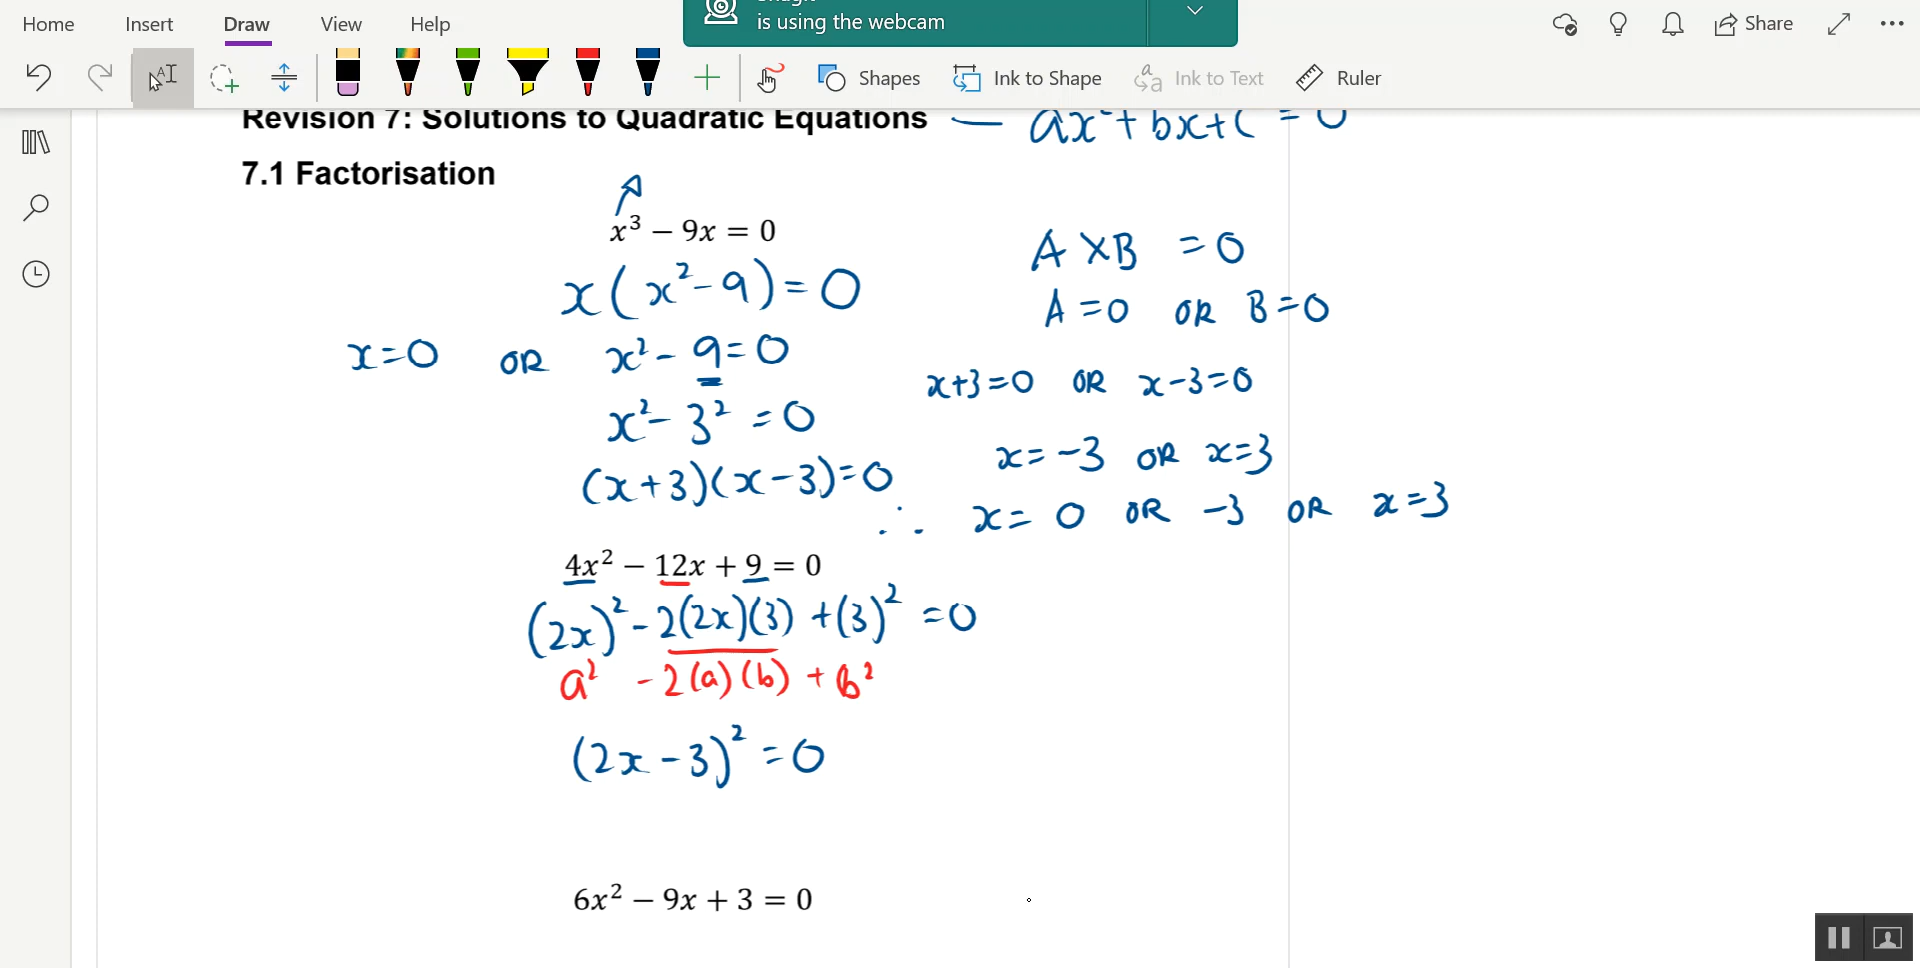 Home Insert Draw View Help
is using the webcam
Share
Shapes Ink to Shape Ink to Text Ruler
Revision 7: Solutions to Quadratic Equations — ax²+bx+c = 0
7.1 Factorisation
x³ − 9x = 0
x(x²-9)=0
A×B = 0
A=0 OR B=0
x=0 OR x²-9=0
x+3=0 OR x-3=0
x²-3²=0
x=-3 OR x=3
(x+3)(x-3)=0
∴ x= 0 OR -3 OR x=3
4x² − 12x + 9 = 0
(2x)²-2(2x)(3)+(3)²=0
a² -2(a)(b)+b²
(2x-3)²=0
6x² − 9x + 3 = 0